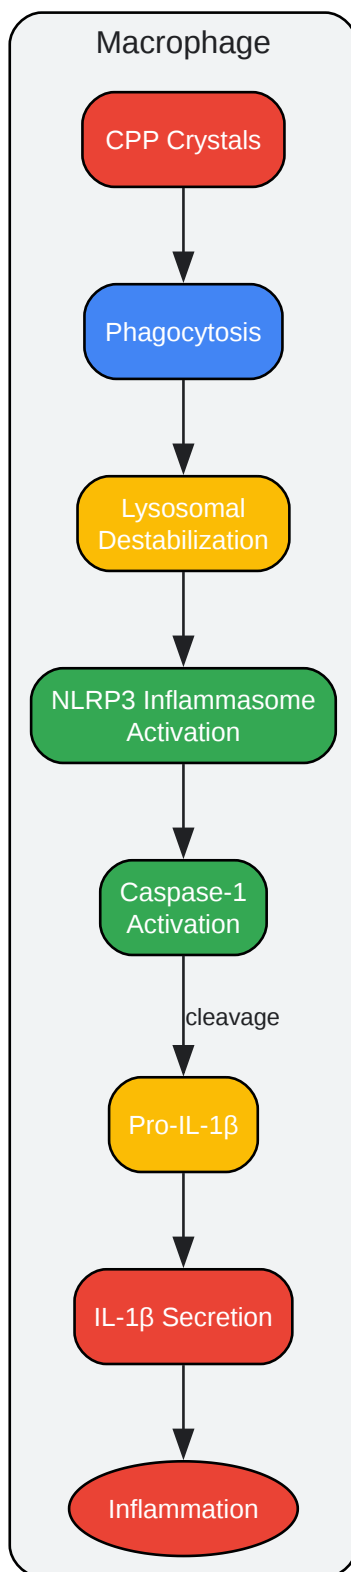 Macrophage
CPP Crystals
Phagocytosis
Lysosomal
Destabilization
NLRP3 Inflammasome
Activation
Caspase-1
Activation
cleavage
Pro-IL-1β
IL-1β Secretion
Inflammation